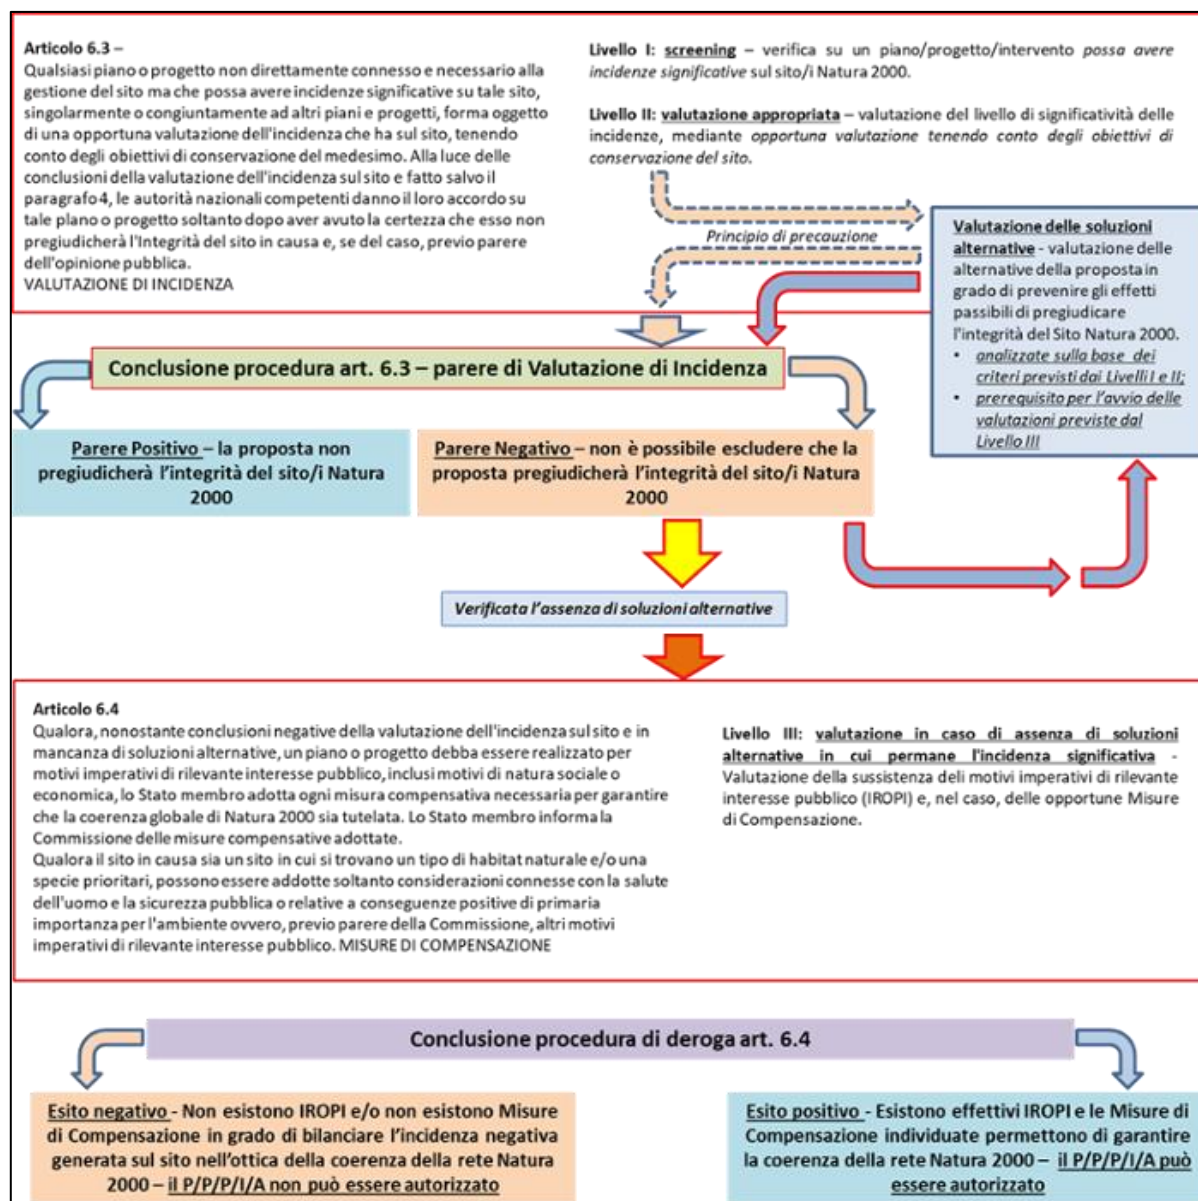 Articolo 6.3 –
Qualsiasi piano o progetto non direttamente connesso e necessario alla
gestione del sito ma che possa avere incidenze significative su tale sito,
singolarmente o congiuntamente ad altri piani e progetti, forma oggetto
di una opportuna valutazione dell'incidenza che ha sul sito, tenendo
conto degli obiettivi di conservazione del medesimo. Alla luce delle
conclusioni della valutazione dell'incidenza sul sito e fatto salvo il
paragrafo 4, le autorità nazionali competenti danno il loro accordo su
tale piano o progetto soltanto dopo aver avuto la certezza che esso non
pregiudicherà l'Integrità del sito in causa e, se del caso, previo parere
dell'opinione pubblica.
VALUTAZIONE DI INCIDENZA
Livello I: screening – verifica su un piano/progetto/intervento possa avere
incidenze significative sul sito/i Natura 2000.
Livello II: valutazione appropriata – valutazione del livello di significatività delle
incidenze, mediante opportuna valutazione tenendo conto degli obiettivi di
conservazione del sito.
Principio di precauzione
Valutazione delle soluzioni
alternative - valutazione delle
alternative della proposta in
grado di prevenire gli effetti
passibili di pregiudicare
l'integrità del Sito Natura 2000.
• analizzate sulla base dei
criteri previsti dai Livelli I e II;
• prerequisito per l'avvio delle
valutazioni previste dal
Livello III
Conclusione procedura art. 6.3 – parere di Valutazione di Incidenza
Parere Positivo – la proposta non
pregiudicherà l'integrità del sito/i Natura
2000
Parere Negativo – non è possibile escludere che la
proposta pregiudicherà l'integrità del sito/i Natura
2000
Verificata l'assenza di soluzioni alternative
Articolo 6.4
Qualora, nonostante conclusioni negative della valutazione dell'incidenza sul sito e in
mancanza di soluzioni alternative, un piano o progetto debba essere realizzato per
motivi imperativi di rilevante interesse pubblico, inclusi motivi di natura sociale o
economica, lo Stato membro adotta ogni misura compensativa necessaria per garantire
che la coerenza globale di Natura 2000 sia tutelata. Lo Stato membro informa la
Commissione delle misure compensative adottate.
Qualora il sito in causa sia un sito in cui si trovano un tipo di habitat naturale e/o una
specie prioritari, possono essere addotte soltanto considerazioni connesse con la salute
dell'uomo e la sicurezza pubblica o relative a conseguenze positive di primaria
importanza per l'ambiente ovvero, previo parere della Commissione, altri motivi
imperativi di rilevante interesse pubblico. MISURE DI COMPENSAZIONE
Livello III: valutazione in caso di assenza di soluzioni
alternative in cui permane l'incidenza significativa -
Valutazione della sussistenza deli motivi imperativi di rilevante
interesse pubblico (IROPI) e, nel caso, delle opportune Misure
di Compensazione.
Conclusione procedura di deroga art. 6.4
Esito negativo - Non esistono IROPI e/o non esistono Misure
di Compensazione in grado di bilanciare l'incidenza negativa
generata sul sito nell'ottica della coerenza della rete Natura
2000 – il P/P/P/I/A non può essere autorizzato
Esito positivo - Esistono effettivi IROPI e le Misure di
Compensazione individuate permettono di garantire
la coerenza della rete Natura 2000 – il P/P/P/I/A può
essere autorizzato